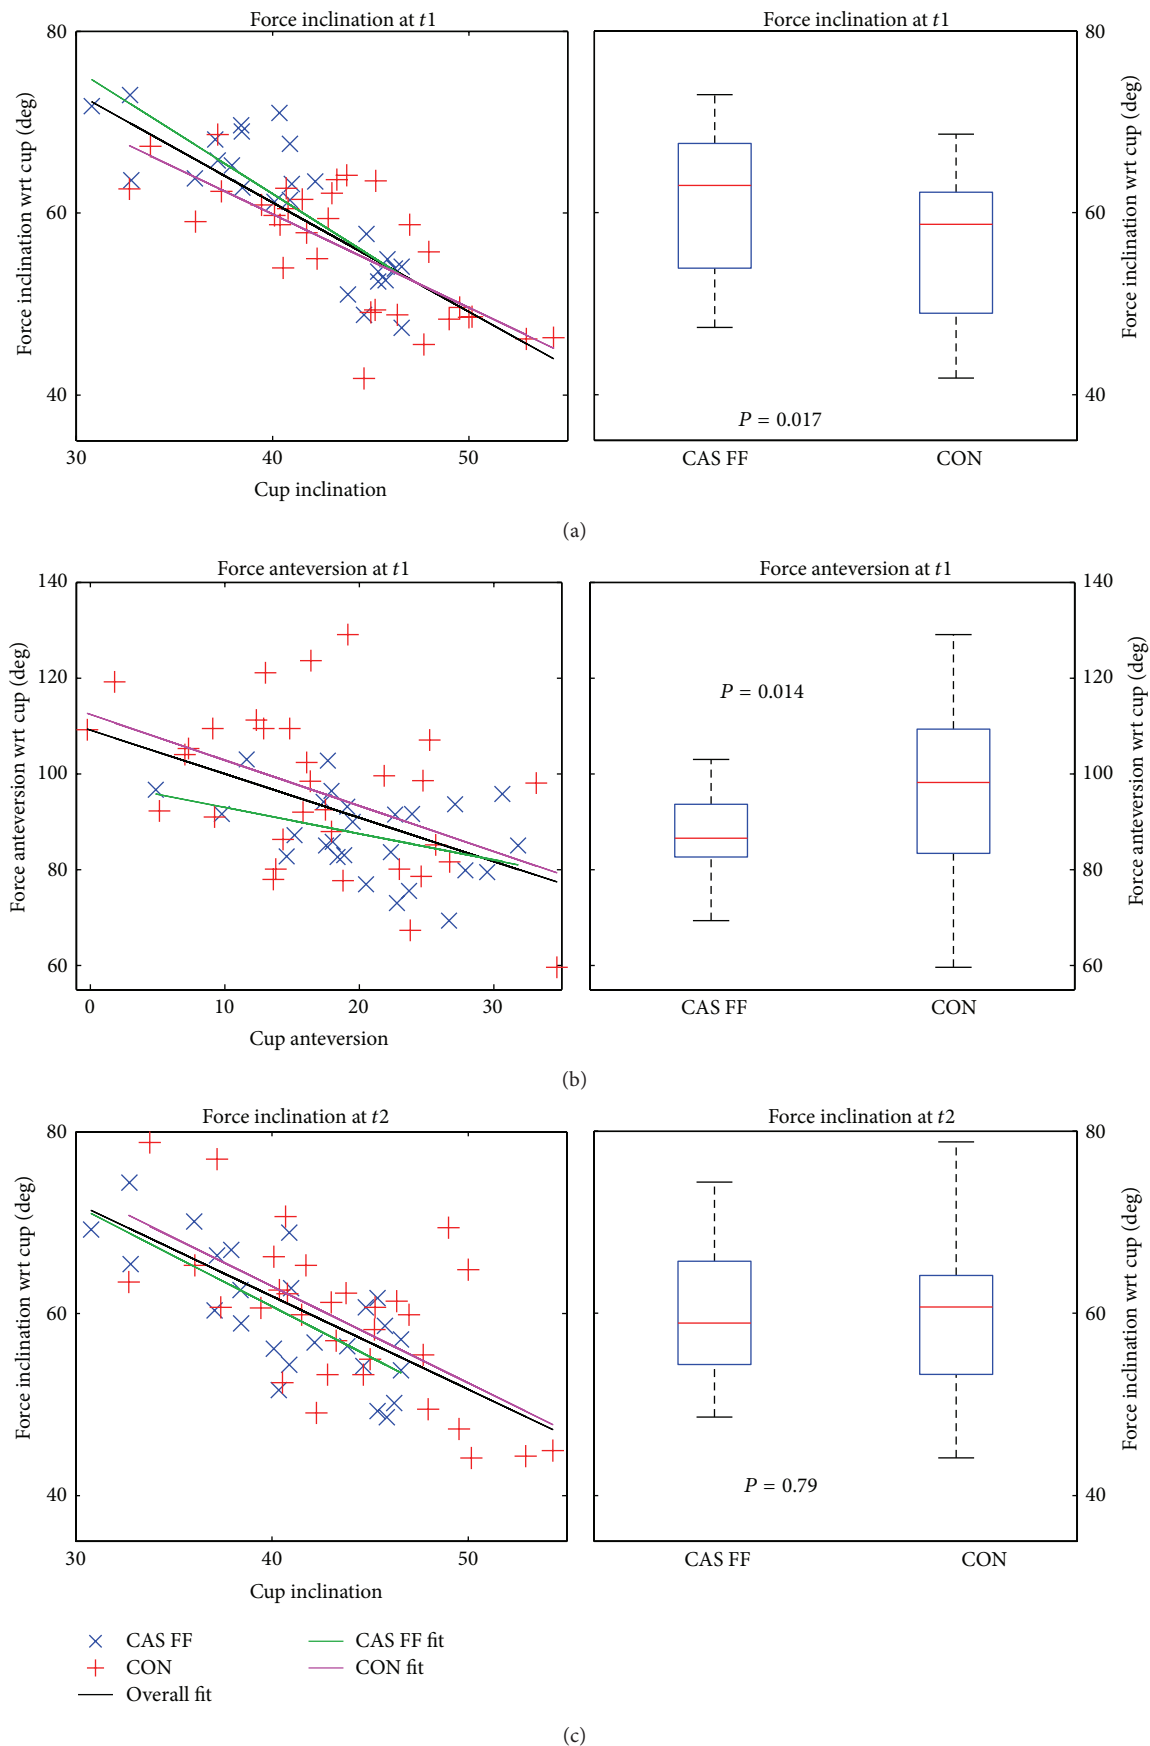 Force inclination at t1
Force inclination at t1
80
60
40
Force inclination wrt cup (deg)
30
40
50
Cup inclination
P = 0.017
CAS FF
CON
80
60
40
Force inclination wrt cup (deg)
(a)
Force anteversion at t1
Force anteversion at t1
140
120
100
80
60
Force anteversion wrt cup (deg)
0
10
20
30
Cup anteversion
P = 0.014
CAS FF
CON
140
120
100
80
60
Force anteversion wrt cup (deg)
(b)
Force inclination at t2
Force inclination at t2
80
60
40
Force inclination wrt cup (deg)
30
40
50
Cup inclination
P = 0.79
CAS FF
CON
80
60
40
Force inclination wrt cup (deg)
CAS FF
CON
Overall fit
CAS FF fit
CON fit
(c)